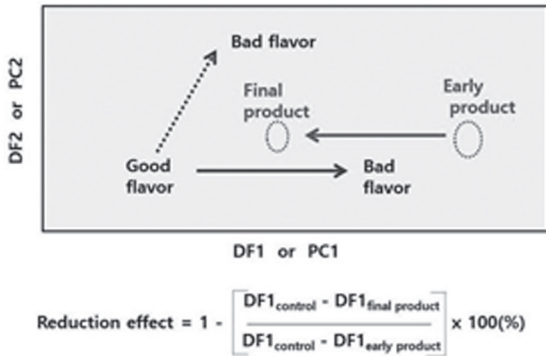 Bad flavor
Final
product
Early
product
Good
flavor
Bad
flavor
DF2 or PC2
DF1 or PC1
Reduction effect = 1 - [ DF1control - DF1final product / DF1control - DF1early product ] x 100(%)